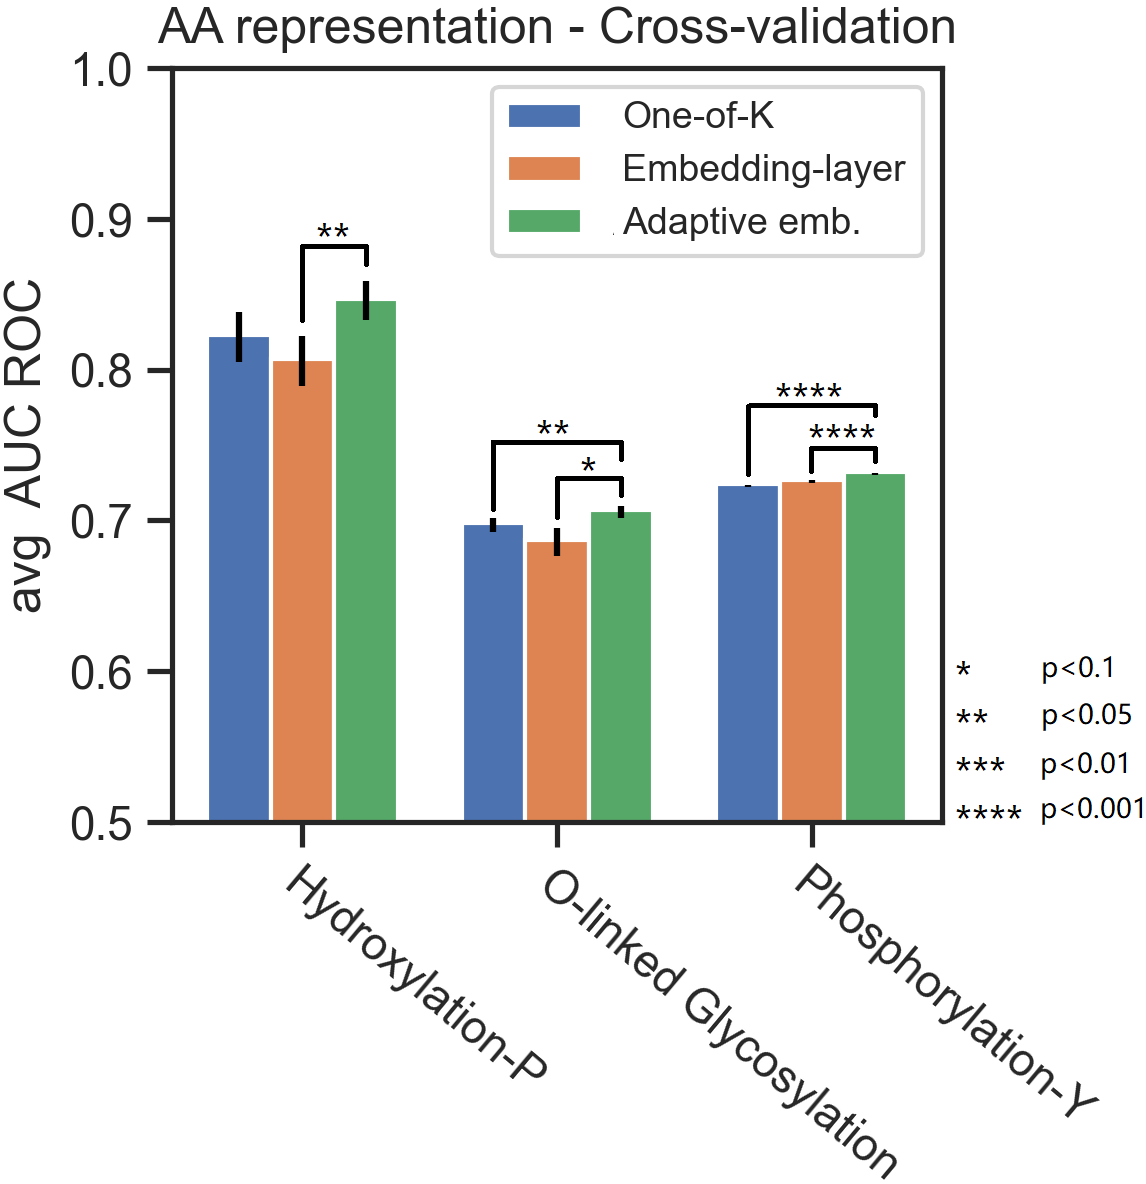 AA representation - Cross-validation
1.0
0.9
0.8
0.7
0.6
0.5
avg AUC ROC
One-of-K
Embedding-layer
Adaptive emb.
**
**
*
****
****
* p<0.1
** p<0.05
*** p<0.01
**** p<0.001
Hydroxylation-P
O-linked Glycosylation
Phosphorylation-Y